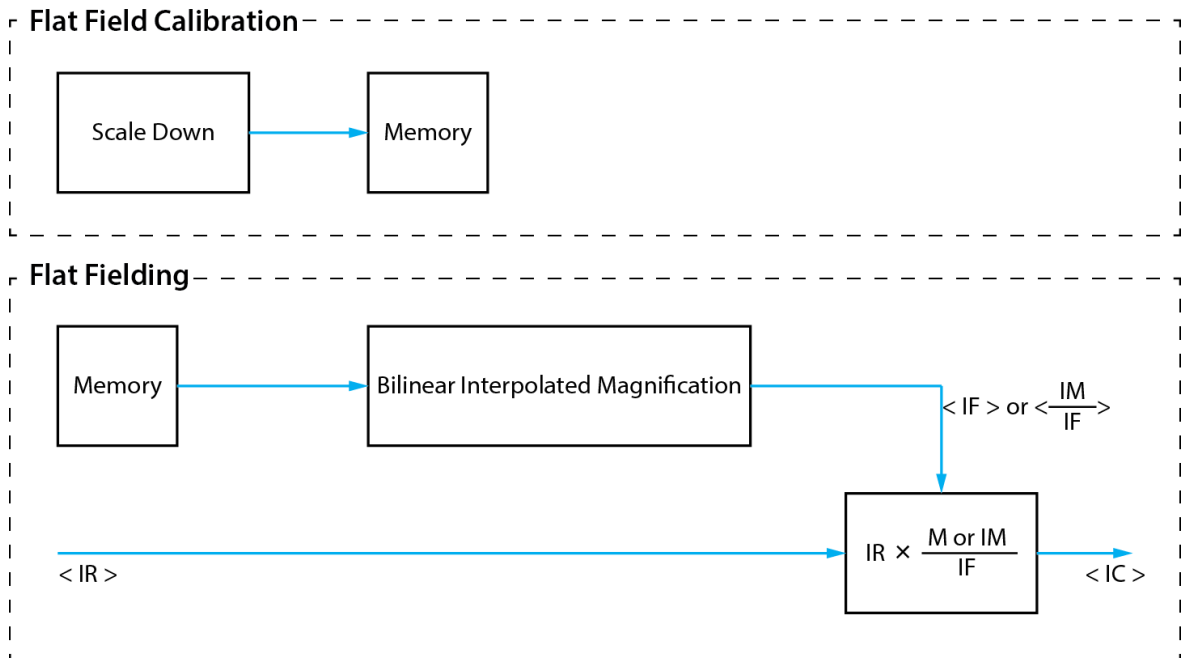 Flat Field Calibration
Scale Down
Memory
Flat Fielding
Memory
Bilinear Interpolated Magnification
< IF > or < IM / IF >
IR × M or IM / IF
< IR >
< IC >